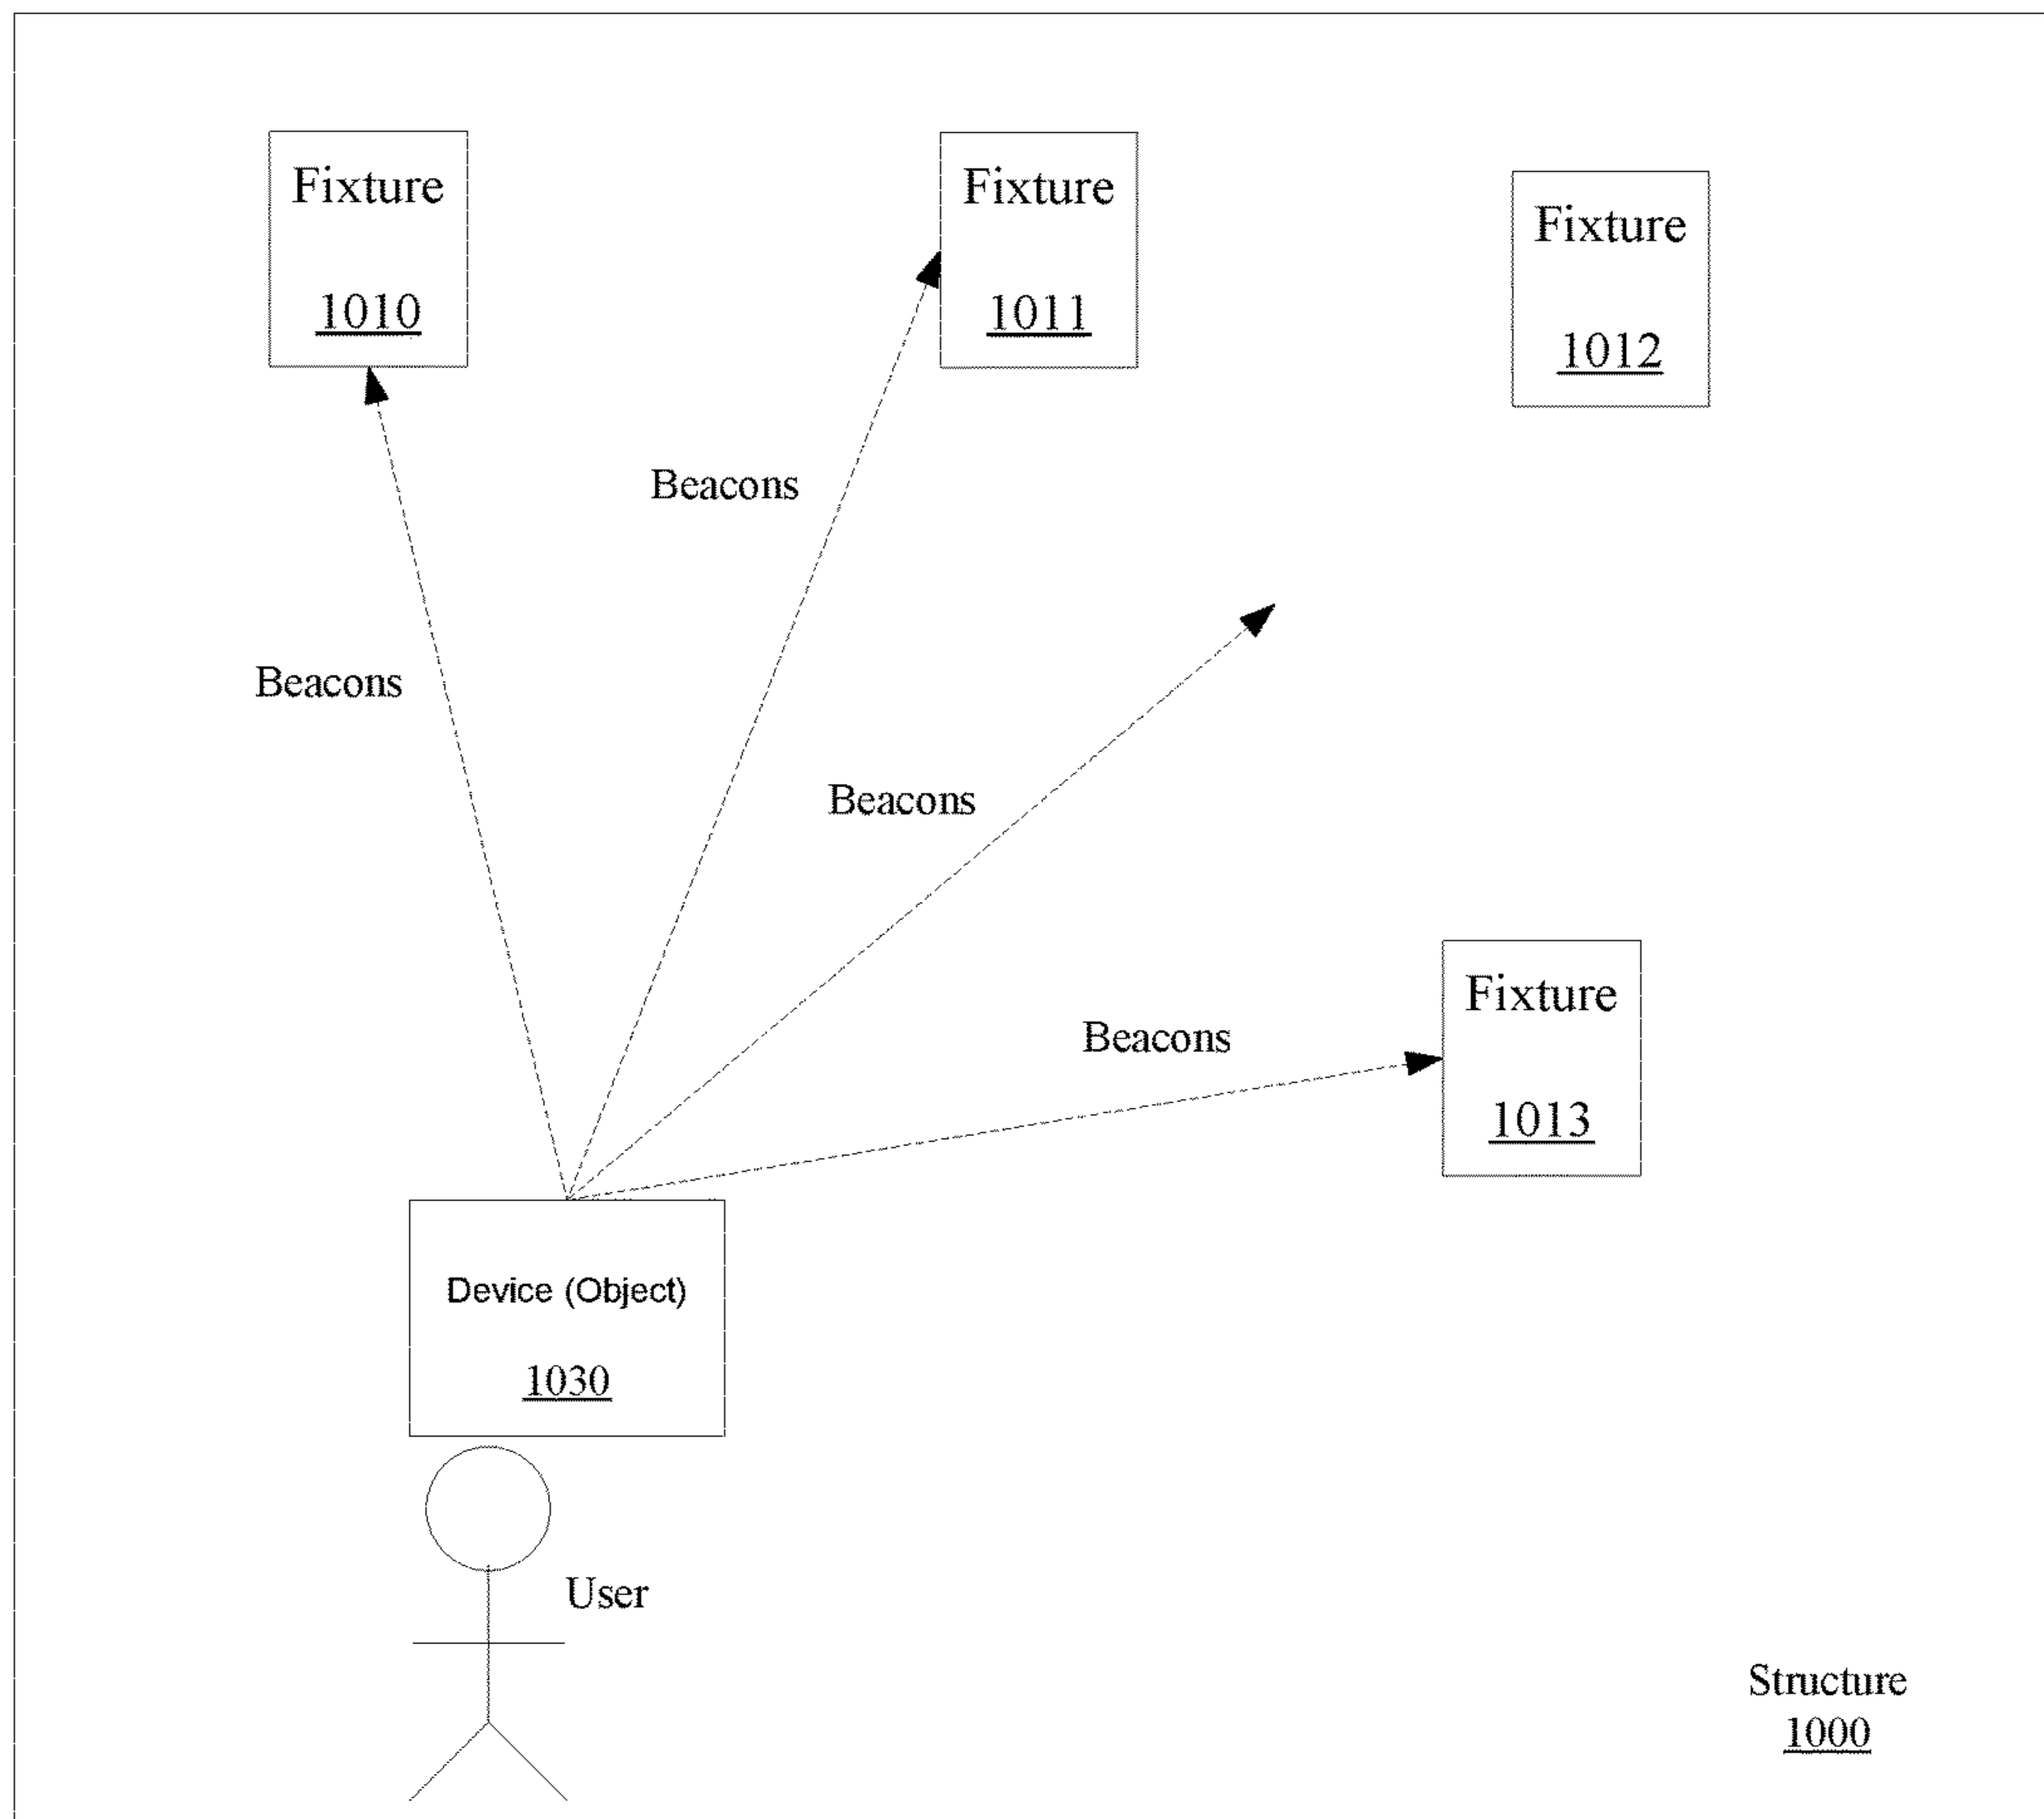 Fixture
1010
Fixture
1011
Fixture
1012
Beacons
Beacons
Beacons
Beacons
Fixture
1013
Device (Object)
1030
User
Structure
1000